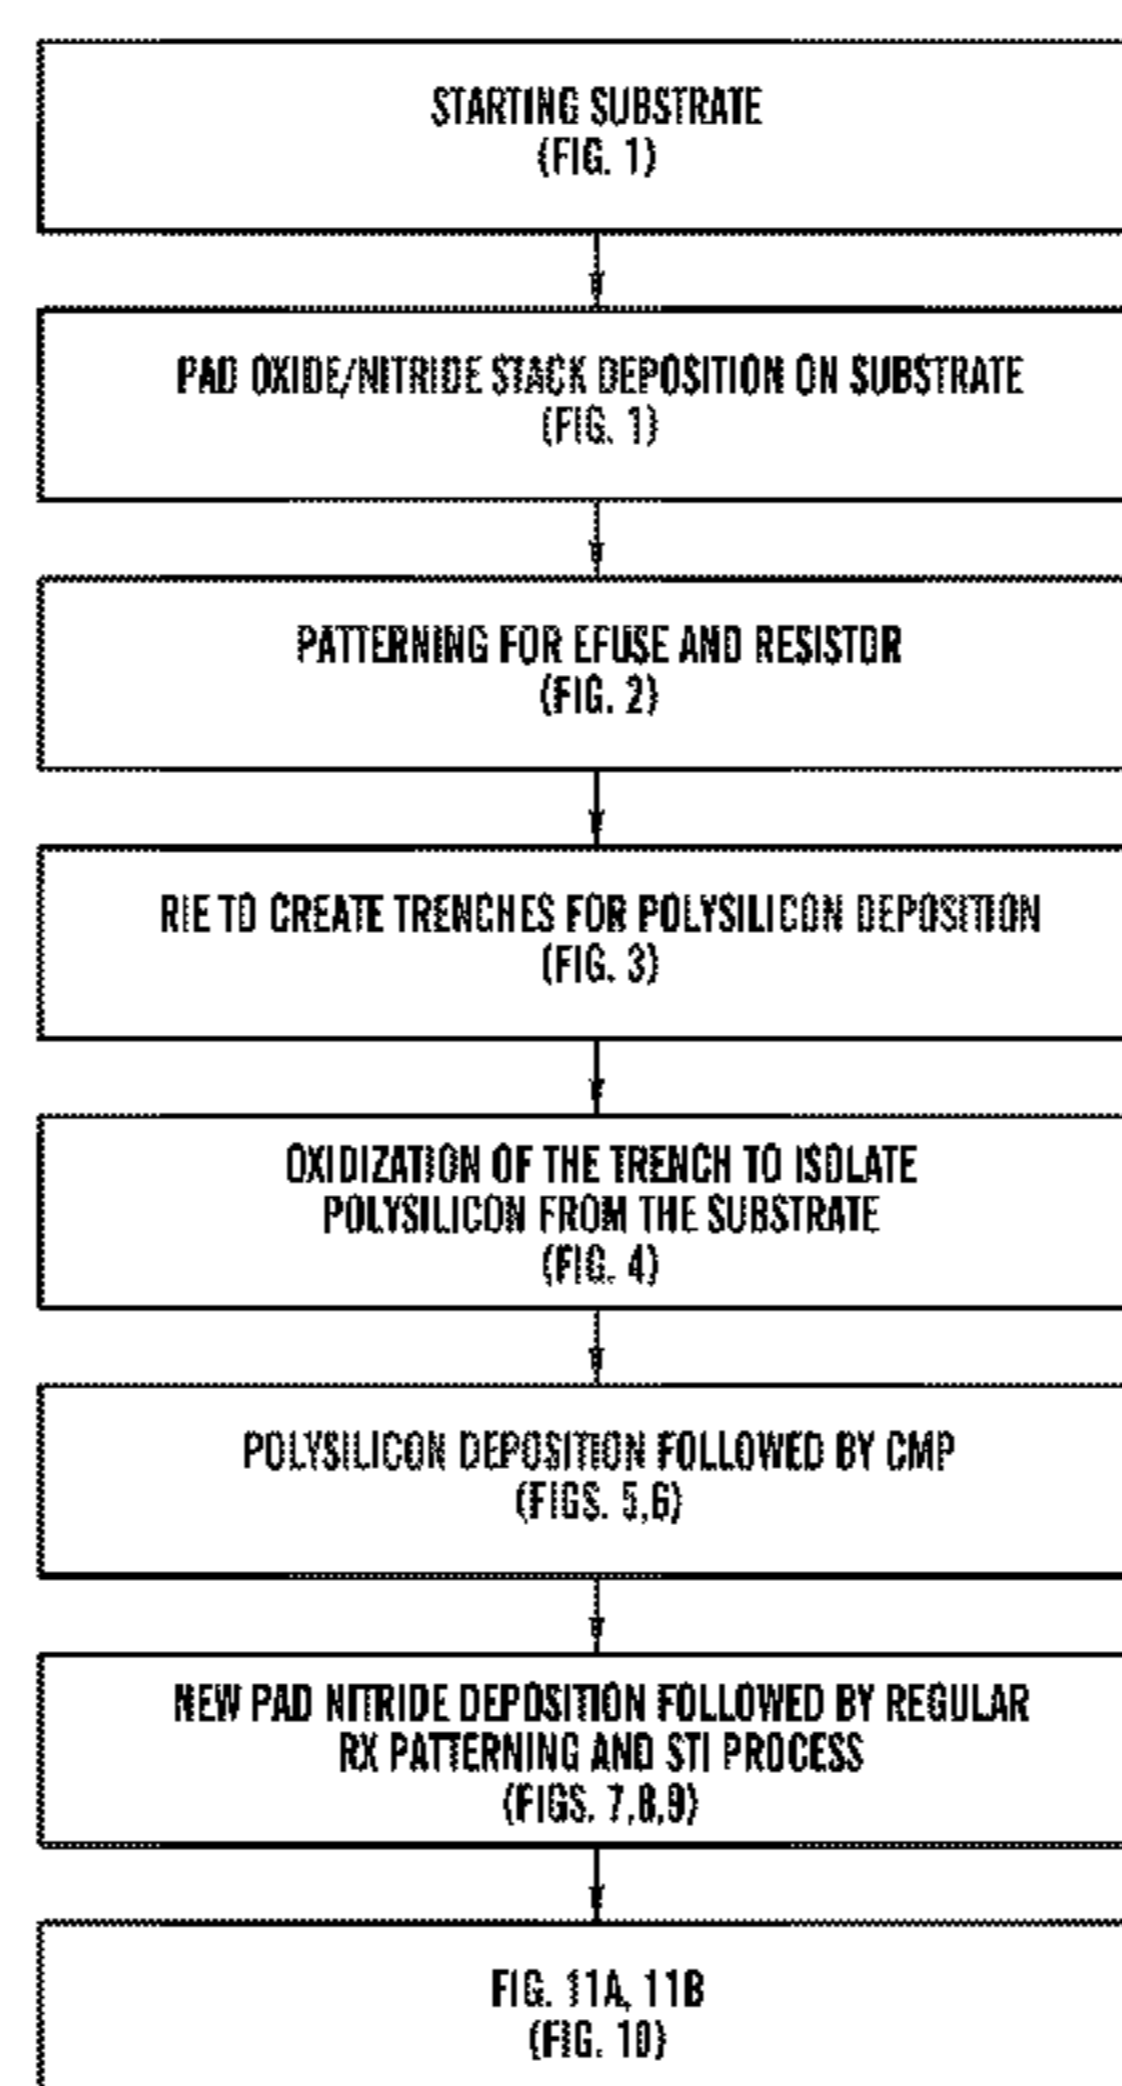 STARTING SUBSTRATE
(FIG. 1)
PAD OXIDE/NITRIDE STACK DEPOSITION ON SUBSTRATE
(FIG. 1)
PATTERNING FOR EFUSE AND RESISTOR
(FIG. 2)
RIE TO CREATE TRENCHES FOR POLYSILICON DEPOSITION
(FIG. 3)
OXIDIZATION OF THE TRENCH TO ISOLATE
POLYSILICON FROM THE SUBSTRATE
(FIG. 4)
POLYSILICON DEPOSITION FOLLOWED BY CMP
(FIGS. 5,6)
NEW PAD NITRIDE DEPOSITION FOLLOWED BY REGULAR
RX PATTERNING AND STI PROCESS
(FIGS. 7,8,9)
FIG. 11A, 11B
(FIG. 10)